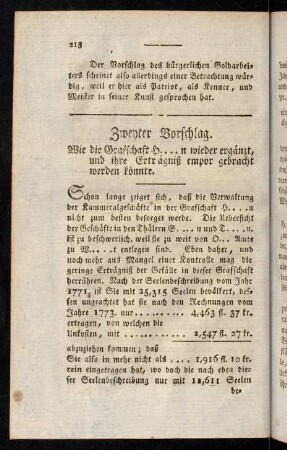 218
Der Vorschlag des bürgerlichen Goldarbei-
ters scheinet also allerdings einer Betrachtung wür-
dig, weil er hier als Patriot, als Kenner, und
Meister in seiner Kunst gesprochen hat.
Zweyter Vorschlag.
Wie die Grafschaft H....n wieder ergänzt,
und ihre Erträgniß empor gebracht
werden könnte.
Schon lange zeiget sich, daß die Verwaltung
der Kammeralgeschäfte in der Grafschaft H...n
nicht zum besten besorget werde. Die Uebersicht
der Geschäfte in den Thälern S...n und T...n.
ist zu beschwerlich, weil sie zu weit von O... Amte
zu W...t entlegen sind. Eben daher, und
noch mehr aus Mangel einer Kontrolle mag die
geringe Erträgniß der Gefälle in dieser Grafschaft
herrühren. Nach der Seelenbeschreibung vom Jahr
1771, ist Sie mit 25,315 Seelen bevölkert, des-
sen ungeachtet hat sie nach den Rechnungen vom
Jahre 1773. nur ...... 4,463 fl. 37 kr.
ertragen, von welchen die
Unkosten, mit ....... 2,547 fl. 27 kr.
abzuziehen kommen; daß
Sie also in mehr nicht als .... 1,916 fl. 10 kr.
rein eingetragen hat, wo doch die nach eben die-
ser Seelenbeschreibung nur mit 12,611 Seelen
be-